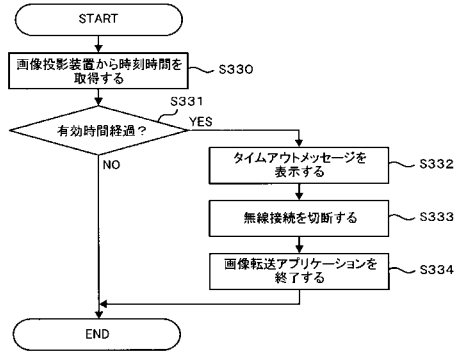 START
画像投影装置から時刻時間を
取得する
S330
S331
有効時間経過？
YES
NO
タイムアウトメッセージを
表示する
S332
無線接続を切断する
S333
画像転送アプリケーションを
終了する
S334
END